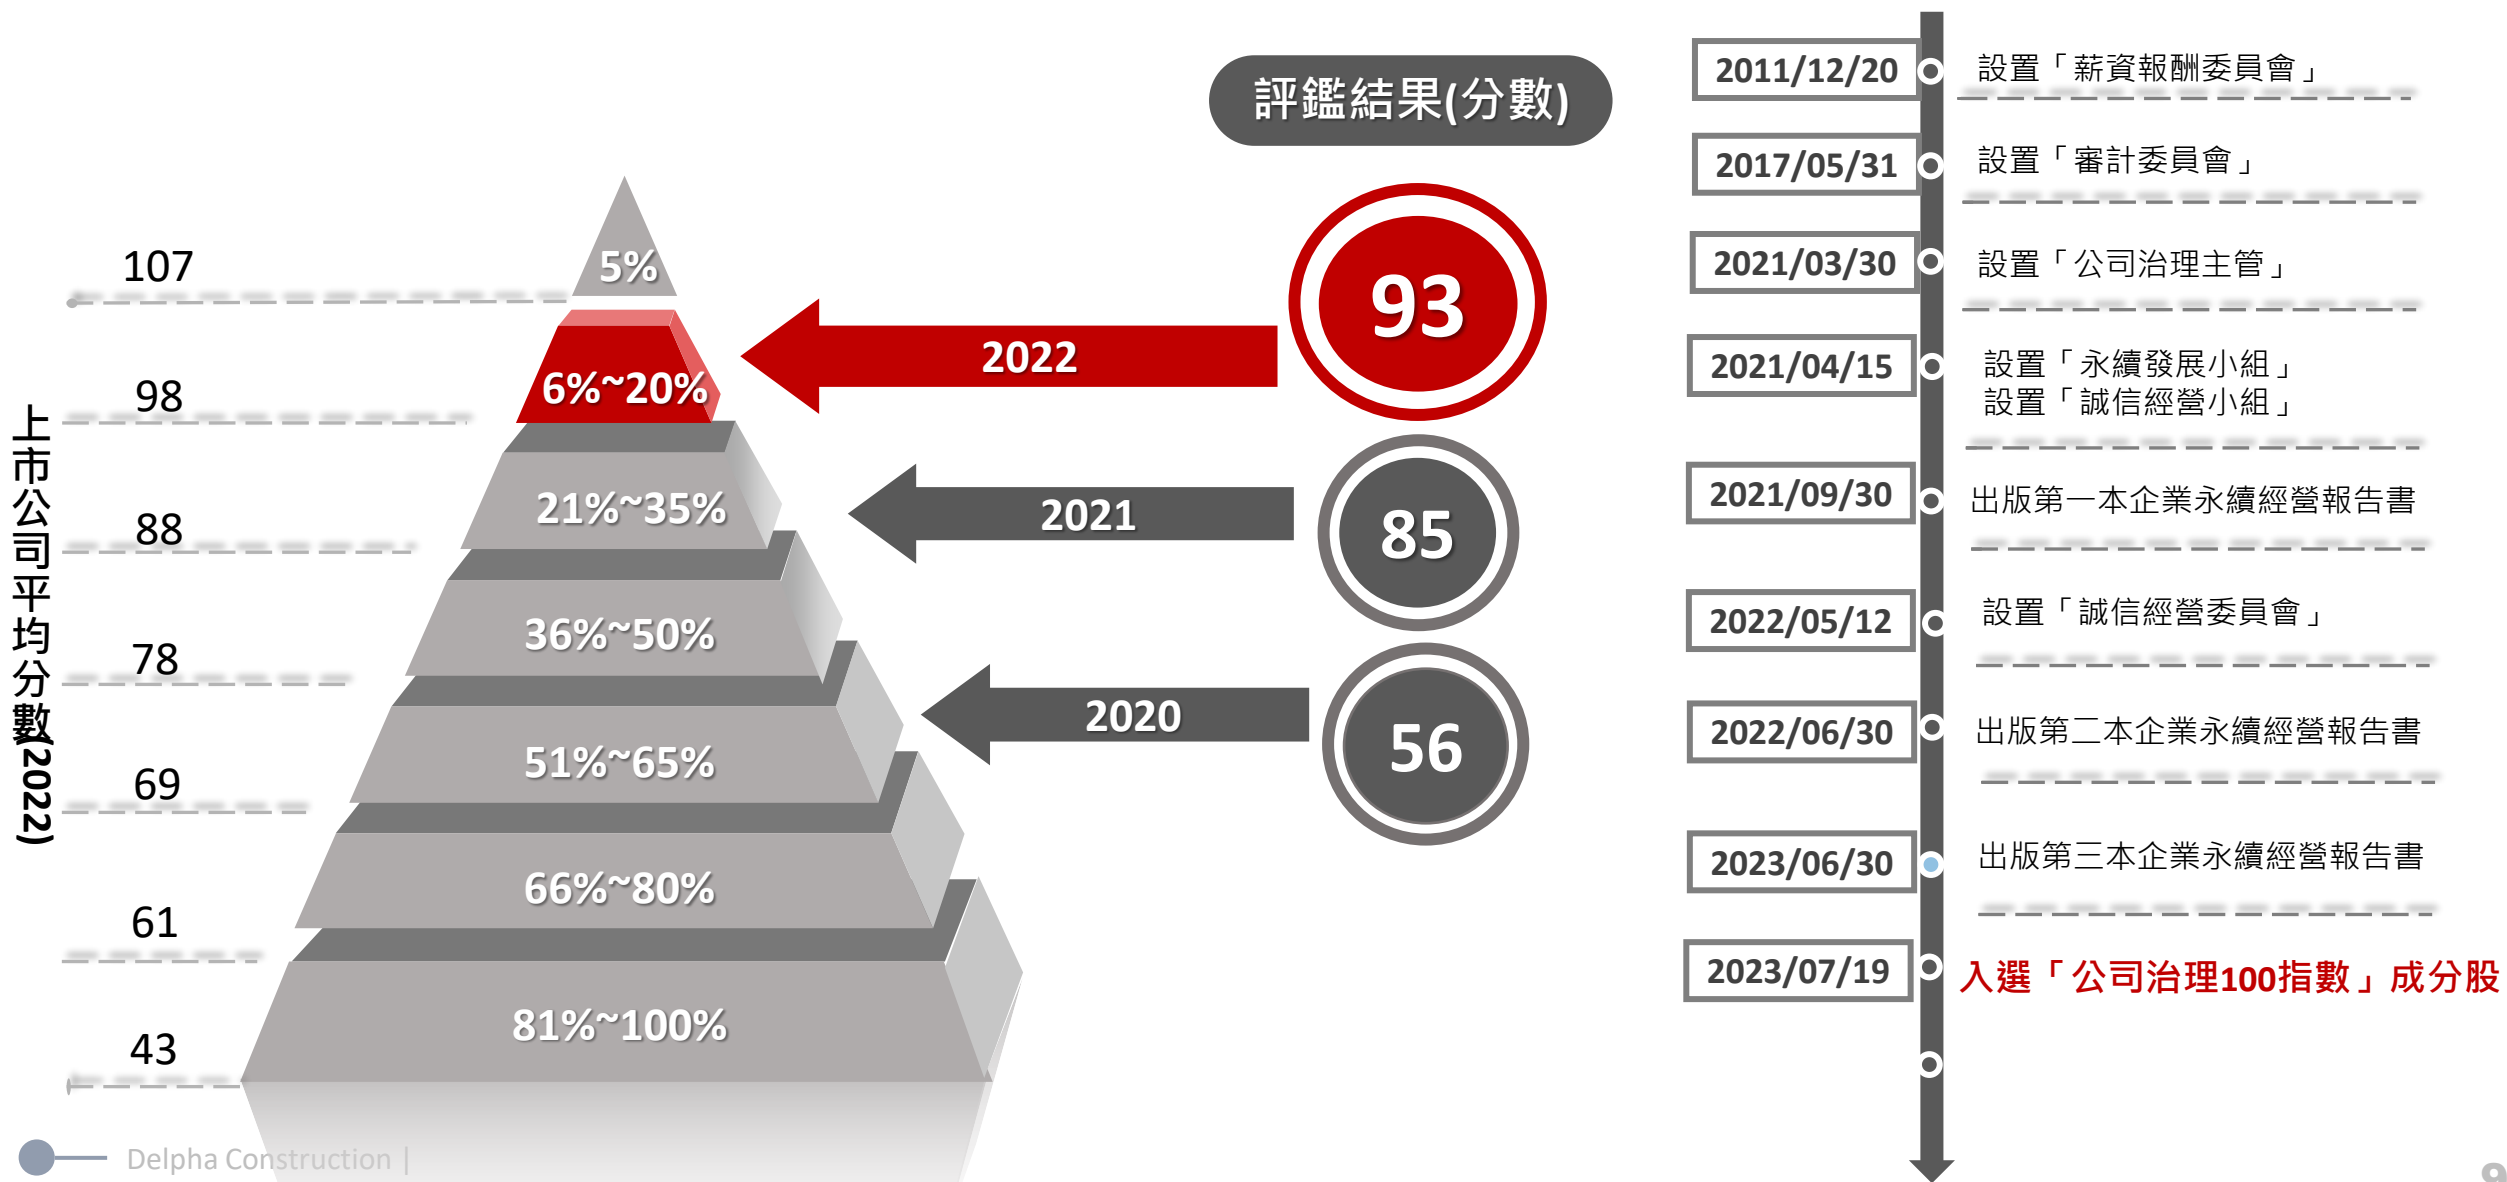 評鑑結果(分數)
上市公司平均分數(2022)
107
98
88
78
69
61
43
5%
6%~20%
21%~35%
36%~50%
51%~65%
66%~80%
81%~100%
2022
93
2021
85
2020
56
2011/12/20
設置「薪資報酬委員會」
2017/05/31
設置「審計委員會」
2021/03/30
設置「公司治理主管」
2021/04/15
設置「永續發展小組」
設置「誠信經營小組」
2021/09/30
出版第一本企業永續經營報告書
2022/05/12
設置「誠信經營委員會」
2022/06/30
出版第二本企業永續經營報告書
2023/06/30
出版第三本企業永續經營報告書
2023/07/19
入選「公司治理100指數」成分股
Delpha Construction |
9